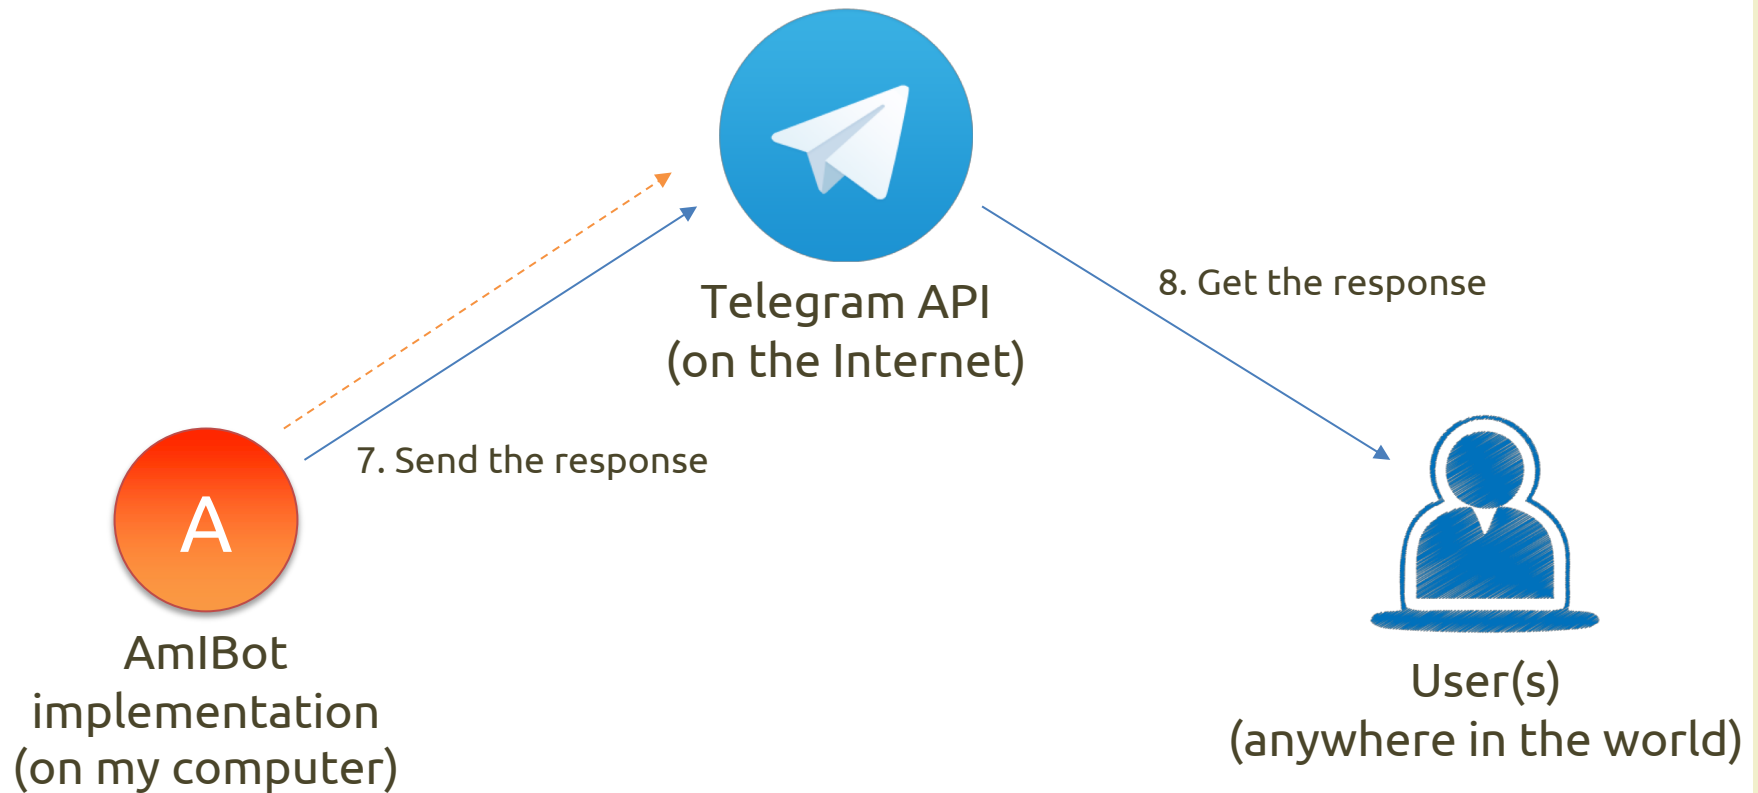 Telegram API
(on the Internet)
8. Get the response
7. Send the response
A
AmIBot
implementation
(on my computer)
User(s)
(anywhere in the world)